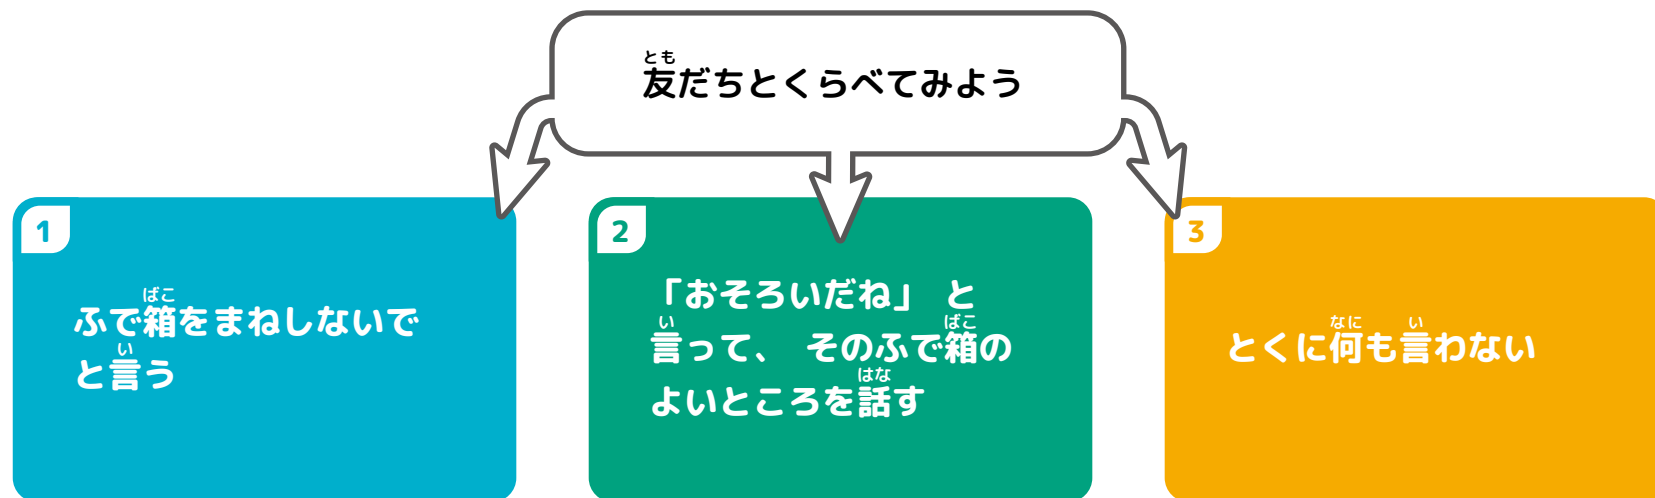 友だちとくらべてみよう
とも
1
ふで箱をまねしないで
ばこ
と言う
い
2
「おそろいだね」 と
言って、 そのふで箱の
い ばこ
よいところを話す
はな
3
とくに何も言わない
なに い